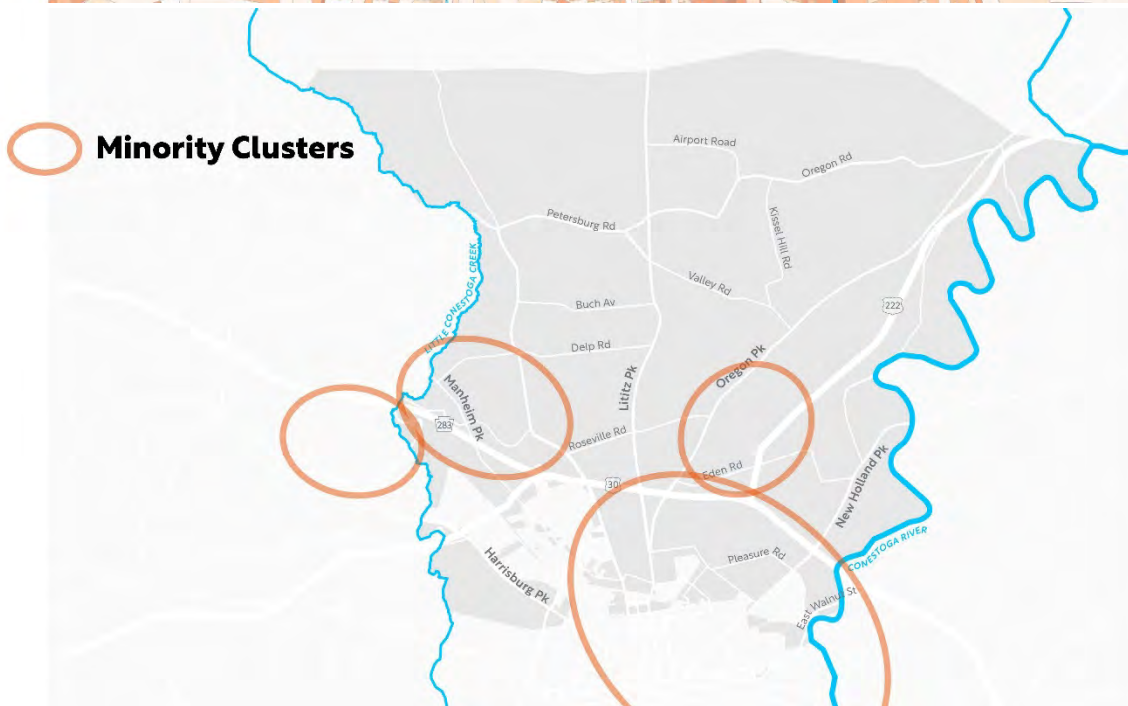 Minority Clusters
Airport Road
Oregon Rd
Kissel Hill Rd
Petersburg Rd
Valley Rd
LITTLE CONESTOGA CREEK
Buch Av
222
Delp Rd
Manheim Pk
Lititz Pk
Oregon Pk
283
Roseville Rd
Eden Rd
30
New Holland Pk
Harrisburg Pk
Pleasure Rd
CONESTOGA RIVER
East Walnut St